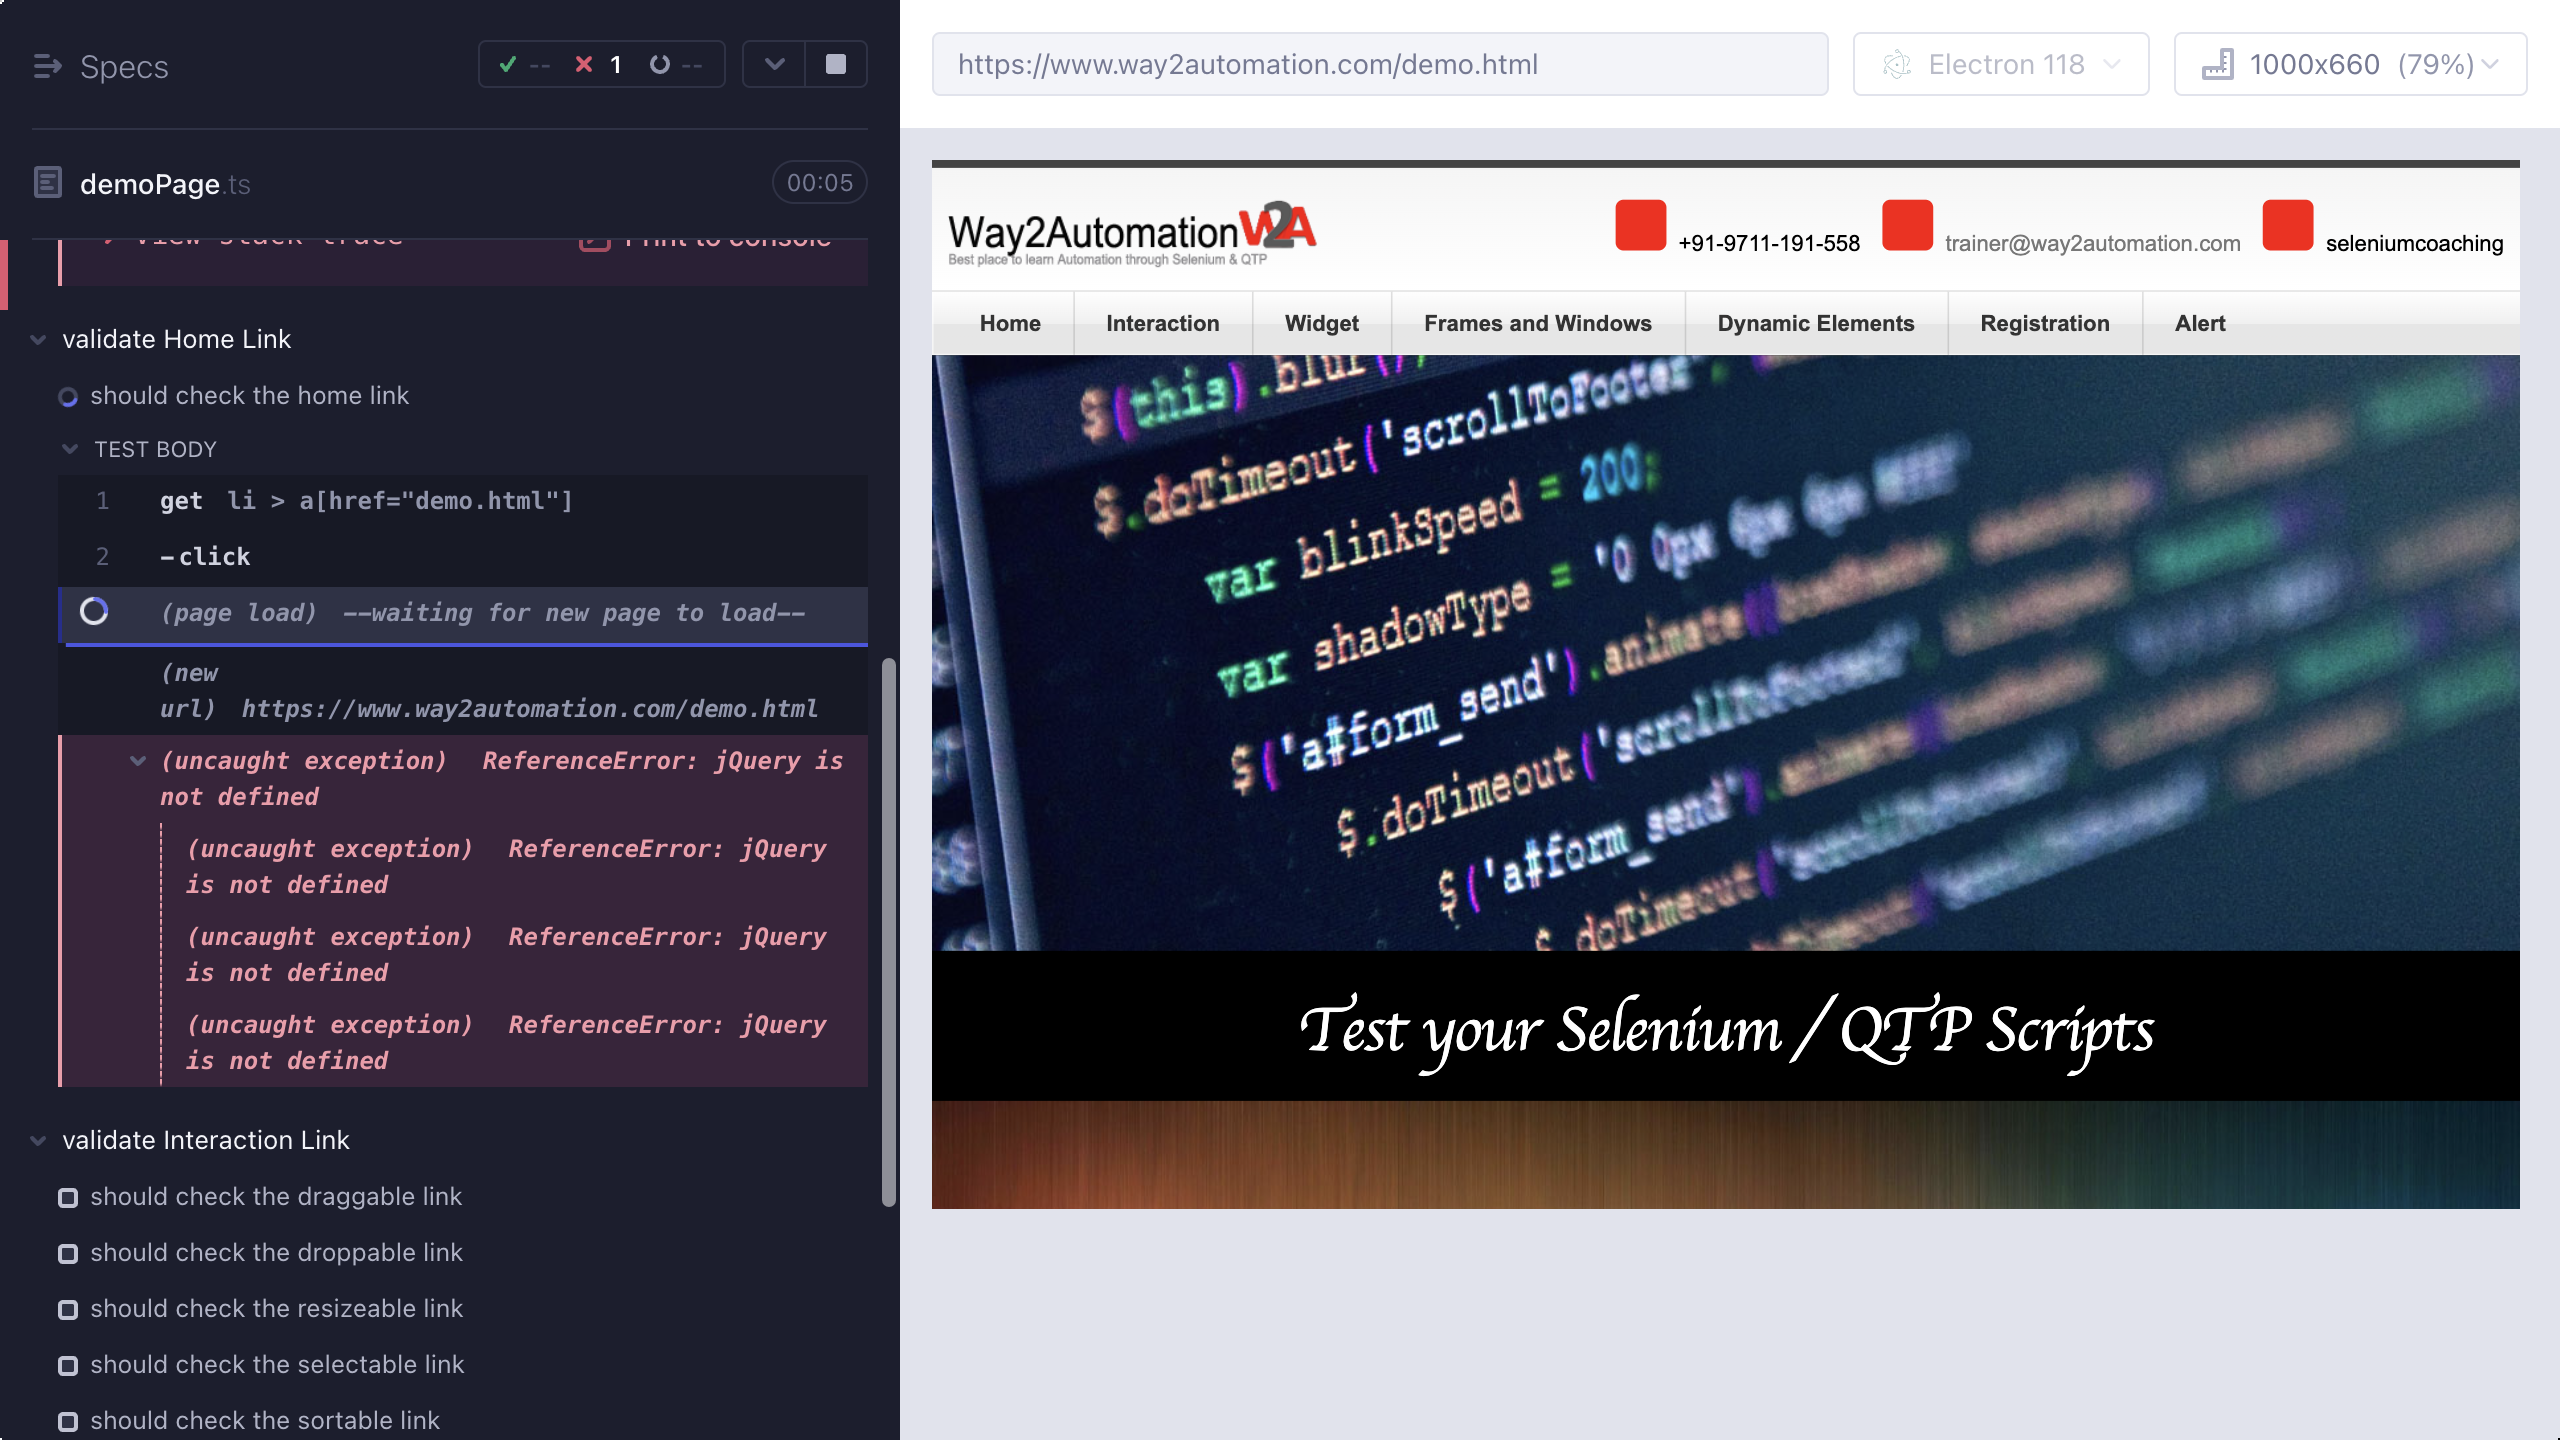 Specs
--
1
--
demoPage.ts
00:05
View stack trace
Print to console
validate Home Link
should check the home link
TEST BODY
1 get li > a[href="demo.html"]
2 -click
(page load) --waiting for new page to load--
(new
url) https://www.way2automation.com/demo.html
(uncaught exception) ReferenceError: jQuery is
not defined
(uncaught exception) ReferenceError: jQuery
is not defined
(uncaught exception) ReferenceError: jQuery
is not defined
(uncaught exception) ReferenceError: jQuery
is not defined
validate Interaction Link
should check the draggable link
should check the droppable link
should check the resizeable link
should check the selectable link
should check the sortable link
https://www.way2automation.com/demo.html
Electron 118
1000x660 (79%)
Way2Automation W2A
Best place to learn Automation through Selenium & QTP
+91-9711-191-558
trainer@way2automation.com
seleniumcoaching
Home Interaction Widget Frames and Windows Dynamic Elements Registration Alert
$(this).blur();
$.doTimeout('scrollToFooter',
var blinkSpeed = 200;
var shadowType = '0 0px 0px 0px
$('a#form_send').animate(
$.doTimeout('scrollToFooter'
$('a#form_send').
$.doTimeout(
Test your Selenium / QTP Scripts